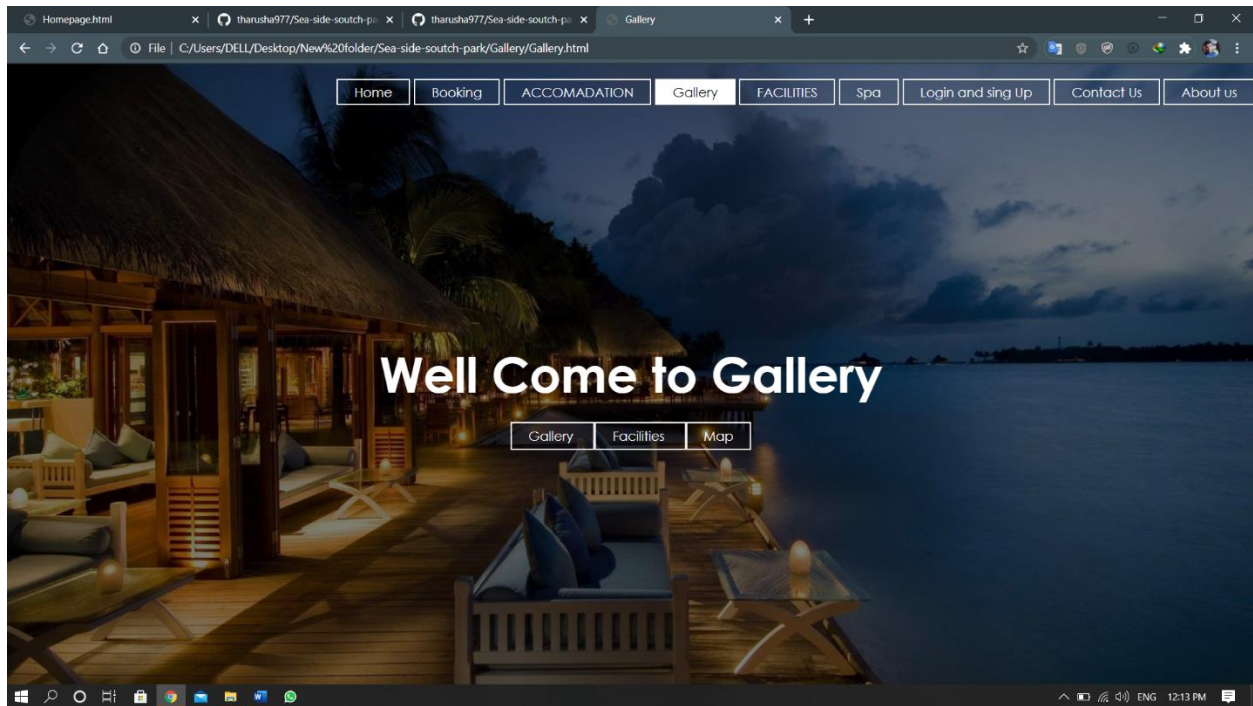 Homepage.html
tharusha977/Sea-side-soutch-pa
tharusha977/Sea-side-soutch-pa
Gallery
File | C:/Users/DELL/Desktop/New%20folder/Sea-side-soutch-park/Gallery/Gallery.html
Home Booking ACCOMADATION Gallery FACILITIES Spa Login and sing Up Contact Us About us
Well Come to Gallery
Gallery Facilities Map
ENG 12:13 PM